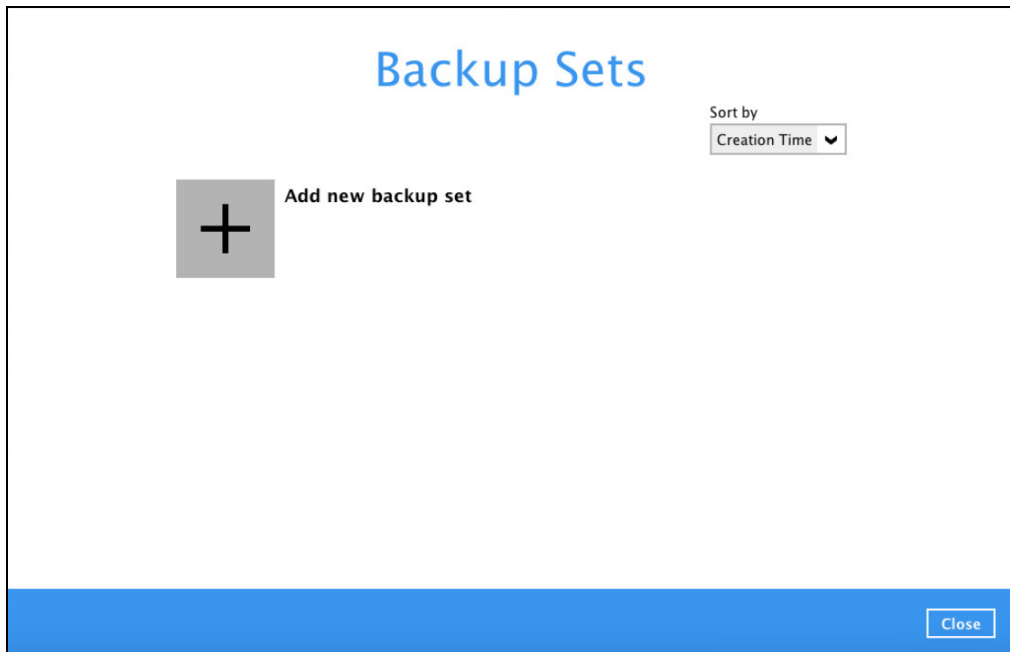 Backup Sets
Sort by
Creation Time
Add new backup set
Close